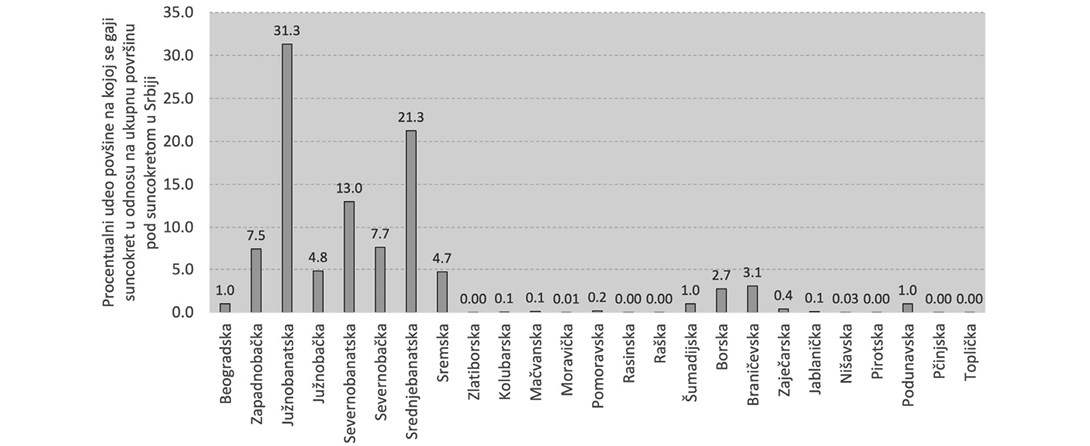 Procentualni udeo povšine na kojoj se gaji
suncokret u odnosu na ukupnu površinu
pod suncokretom u Srbiji
35.0
30.0
25.0
20.0
15.0
10.0
5.0
0.0
1.0
7.5
31.3
4.8
13.0
7.7
21.3
4.7
0.00
0.1
0.1
0.01
0.2
0.00
0.00
1.0
2.7
3.1
0.4
0.1
0.03
0.00
1.0
0.00
0.00
Beogradska
Zapadnobačka
Južnobanatska
Južnobačka
Severnobanatska
Severnobačka
Srednjebanatska
Sremska
Zlatiborska
Kolubarska
Mačvanska
Moravička
Pomoravska
Rasinska
Raška
Šumadijska
Borska
Braničevska
Zaječarska
Jablanička
Nišavska
Pirotska
Podunavska
Pčinjska
Toplička